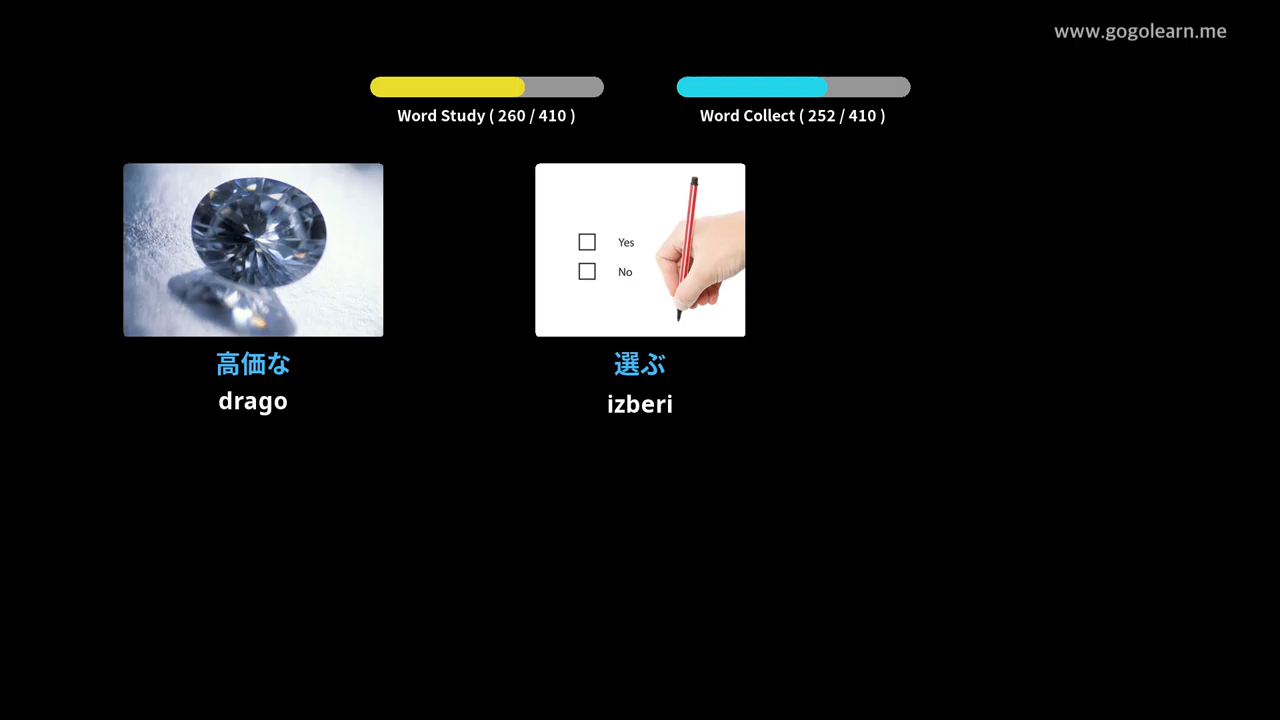 www.gogolearn.me
Word Study ( 260 / 410 )
Word Collect ( 252 / 410 )
Yes
No
高価な
drago
選ぶ
izberi